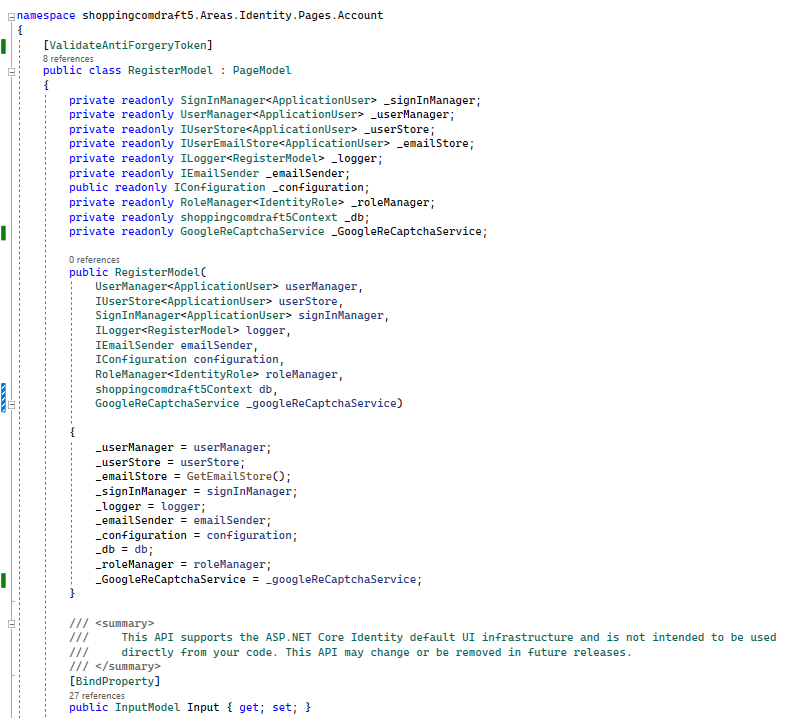 namespace shoppingcomdraft5.Areas.Identity.Pages.Account
{
[ValidateAntiForgeryToken]
8 references
public class RegisterModel : PageModel
{
private readonly SignInManager<ApplicationUser> _signInManager;
private readonly UserManager<ApplicationUser> _userManager;
private readonly IUserStore<ApplicationUser> _userStore;
private readonly IUserEmailStore<ApplicationUser> _emailStore;
private readonly ILogger<RegisterModel> _logger;
private readonly IEmailSender _emailSender;
public readonly IConfiguration _configuration;
private readonly RoleManager<IdentityRole> _roleManager;
private readonly shoppingcomdraft5Context _db;
private readonly GoogleReCaptchaService _GoogleReCaptchaService;
0 references
public RegisterModel(
UserManager<ApplicationUser> userManager,
IUserStore<ApplicationUser> userStore,
SignInManager<ApplicationUser> signInManager,
ILogger<RegisterModel> logger,
IEmailSender emailSender,
IConfiguration configuration,
RoleManager<IdentityRole> roleManager,
shoppingcomdraft5Context db,
GoogleReCaptchaService _googleReCaptchaService)
{
_userManager = userManager;
_userStore = userStore;
_emailStore = GetEmailStore();
_signInManager = signInManager;
_logger = logger;
_emailSender = emailSender;
_configuration = configuration;
_db = db;
_roleManager = roleManager;
_GoogleReCaptchaService = _googleReCaptchaService;
}
/// <summary>
///     This API supports the ASP.NET Core Identity default UI infrastructure and is not intended to be used
///     directly from your code. This API may change or be removed in future releases.
/// </summary>
[BindProperty]
27 references
public InputModel Input { get; set; }